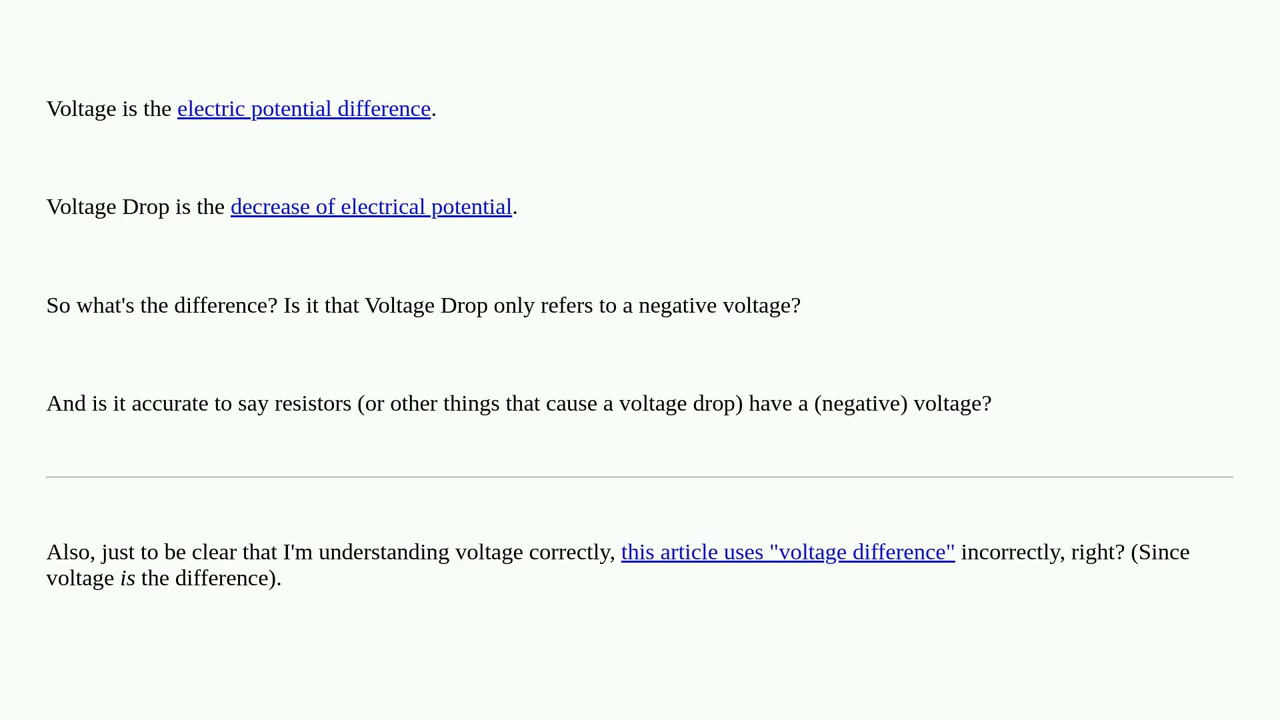 Voltage is the electric potential difference.
Voltage Drop is the decrease of electrical potential.
So what's the difference? Is it that Voltage Drop only refers to a negative voltage?
And is it accurate to say resistors (or other things that cause a voltage drop) have a (negative) voltage?
Also, just to be clear that I'm understanding voltage correctly, this article uses "voltage difference" incorrectly, right? (Since
voltage is the difference).